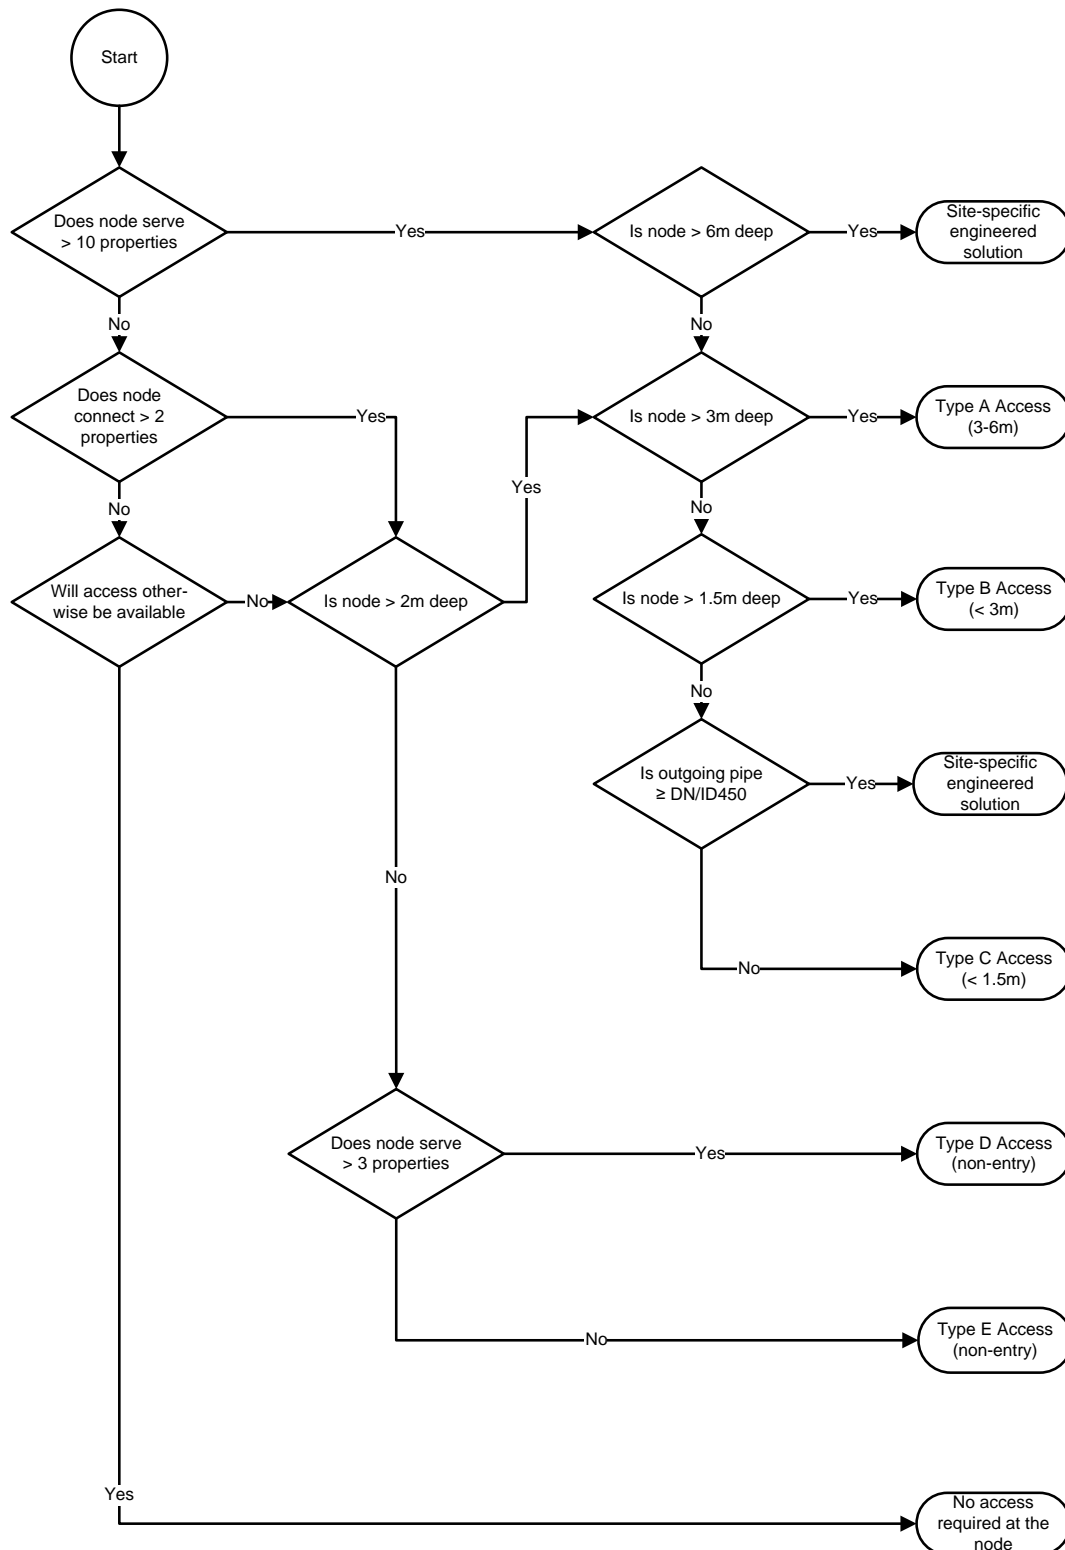 Start
Does node serve
> 10 properties
Yes
Is node > 6m deep
Yes
Site-specific
engineered
solution
No
No
Does node
connect > 2
properties
Yes
Is node > 3m deep
Yes
Type A Access
(3-6m)
Yes
No
No
Will access other-
wise be available
No
Is node > 2m deep
Is node > 1.5m deep
Yes
Type B Access
(< 3m)
No
Is outgoing pipe
≥ DN/ID450
Yes
Site-specific
engineered
solution
No
No
Type C Access
(< 1.5m)
Does node serve
> 3 properties
Yes
Type D Access
(non-entry)
No
Type E Access
(non-entry)
Yes
No access
required at the
node